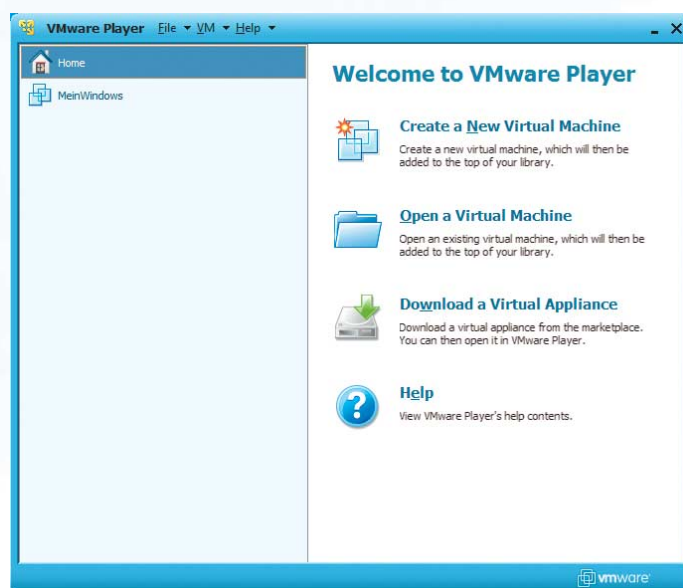 VMware Player File VM Help
Home
MeinWindows
Welcome to VMware Player
Create a New Virtual Machine
Create a new virtual machine, which will then be
added to the top of your library.
Open a Virtual Machine
Open an existing virtual machine, which will then be
added to the top of your library.
Download a Virtual Appliance
Download a virtual appliance from the marketplace.
You can then open it in VMware Player.
Help
View VMware Player's help contents.
vmware